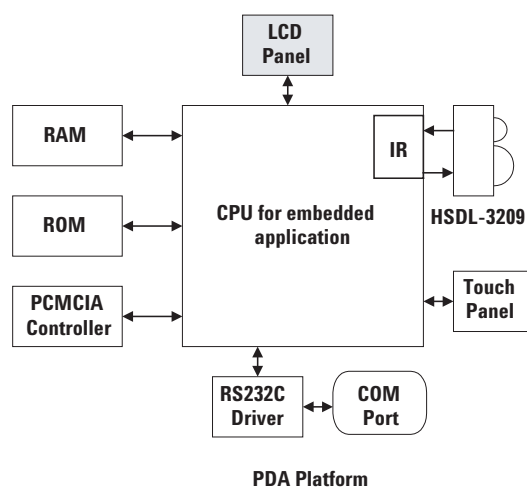 LCD
Panel
RAM
IR
ROM
CPU for embedded
application
HSDL-3209
PCMCIA
Controller
Touch
Panel
RS232C
Driver
COM
Port
PDA Platform